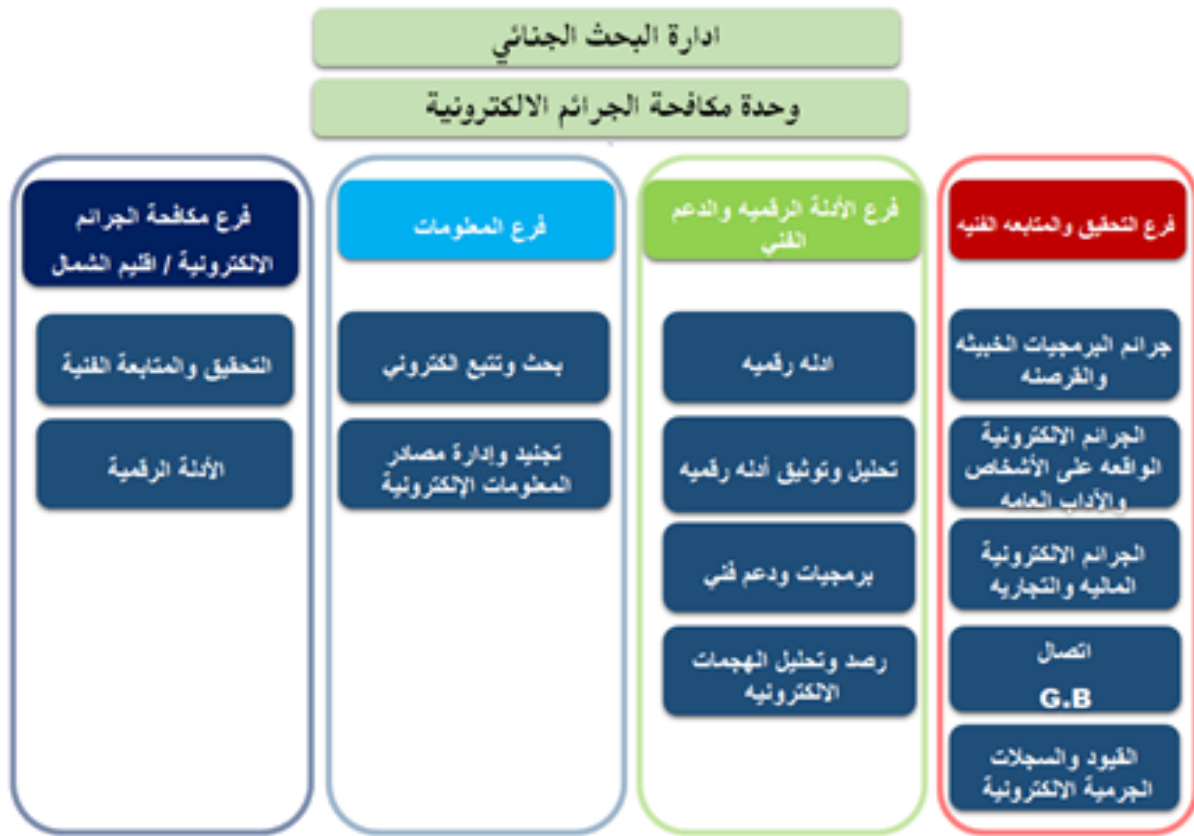 ادارة البحث الجنائي
وحدة مكافحة الجرائم الالكترونية
فرع التحقيق والمتابعه الفنيه
جرائم البرمجيات الخبيثه
والقرصنه
الجرائم الالكترونية
الواقعه على الأشخاص
والآداب العامه
الجرائم الالكترونية
الماليه والتجاريه
اتصال
G.B
القيود والسجلات
الجرمية الالكترونية
فرع الأدلة الرقميه والدعم
الفني
ادله رقميه
تحليل وتوثيق أدله رقميه
برمجيات ودعم فني
رصد وتحليل الهجمات
الالكترونيه
فرع المعلومات
بحث وتتبع الكتروني
تجنيد وإدارة مصادر
المعلومات الإلكترونية
فرع مكافحة الجرائم
الالكترونية / اقليم الشمال
التحقيق والمتابعة الفنية
الأدلة الرقمية